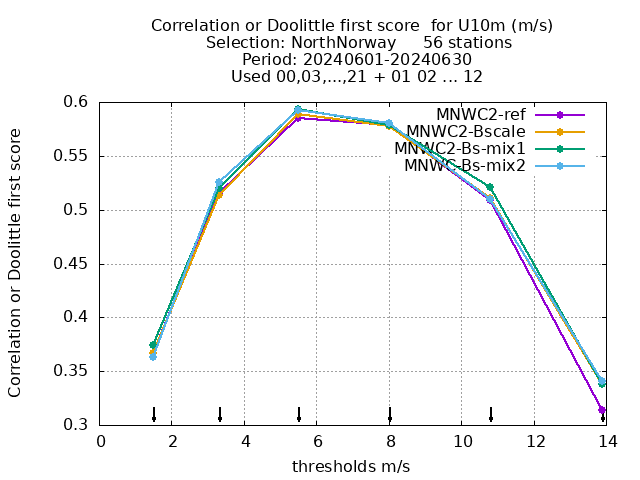 Correlation or Doolittle first score  for U10m (m/s)
Selection: NorthNorway     56 stations
Period: 20240601-20240630
Used 00,03,...,21 + 01 02 ... 12
MNWC2-ref
MNWC2-Bscale
MNWC2-Bs-mix1
MNWC-Bs-mix2
Correlation or Doolittle first score
0.6
0.55
0.5
0.45
0.4
0.35
0.3
0 2 4 6 8 10 12 14
thresholds m/s